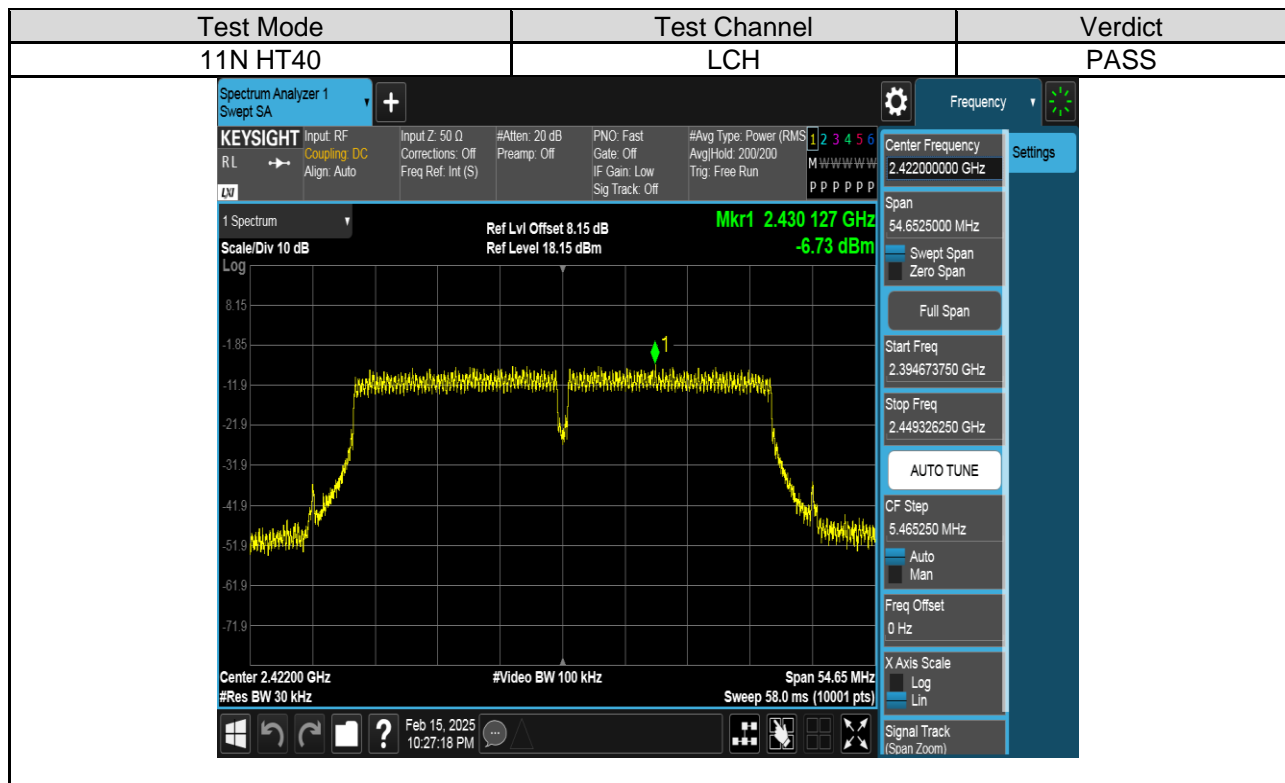 Test Mode Test Channel Verdict
11N HT40 LCH PASS
Spectrum Analyzer 1
Swept SA
+
Frequency
KEYSIGHT
R L
LXI
Input: RF
Coupling: DC
Align: Auto
Input Z: 50 Ω
Corrections: Off
Freq Ref: Int (S)
#Atten: 20 dB
Preamp: Off
PNO: Fast
Gate: Off
IF Gain: Low
Sig Track: Off
#Avg Type: Power (RMS
Avg|Hold: 200/200
Trig: Free Run
1 2 3 4 5 6
M W W W W W
P P P P P P
1 Spectrum
Scale/Div 10 dB
Log
Ref Lvl Offset 8.15 dB
Ref Level 18.15 dBm
Mkr1 2.430 127 GHz
-6.73 dBm
8.15
-1.85
-11.9
-21.9
-31.9
-41.9
-51.9
-61.9
-71.9
1
Center 2.42200 GHz
#Res BW 30 kHz
#Video BW 100 kHz
Span 54.65 MHz
Sweep 58.0 ms (10001 pts)
?
Feb 15, 2025
10:27:18 PM
Center Frequency
2.422000000 GHz
Settings
Span
54.6525000 MHz
Swept Span
Zero Span
Full Span
Start Freq
2.394673750 GHz
Stop Freq
2.449326250 GHz
AUTO TUNE
CF Step
5.465250 MHz
Auto
Man
Freq Offset
0 Hz
X Axis Scale
Log
Lin
Signal Track
(Span Zoom)